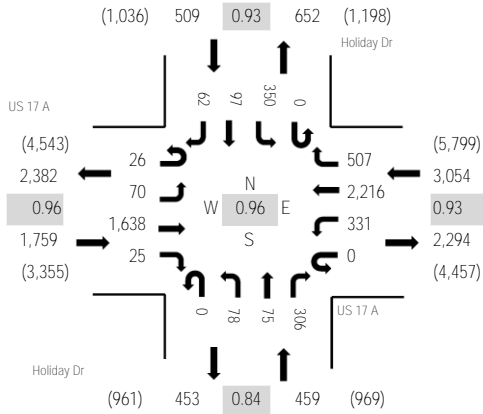 (1,036) 509 0.93 652 (1,198)
Holiday Dr
62 97 350 0
US 17 A
(4,543)
2,382
0.96
1,759
(3,355)
26
70
1,638
25
N
W 0.96 E
S
507
2,216
331
0
(5,799)
3,054
0.93
2,294
(4,457)
0 78 75 306
US 17 A
Holiday Dr
(961) 453 0.84 459 (969)